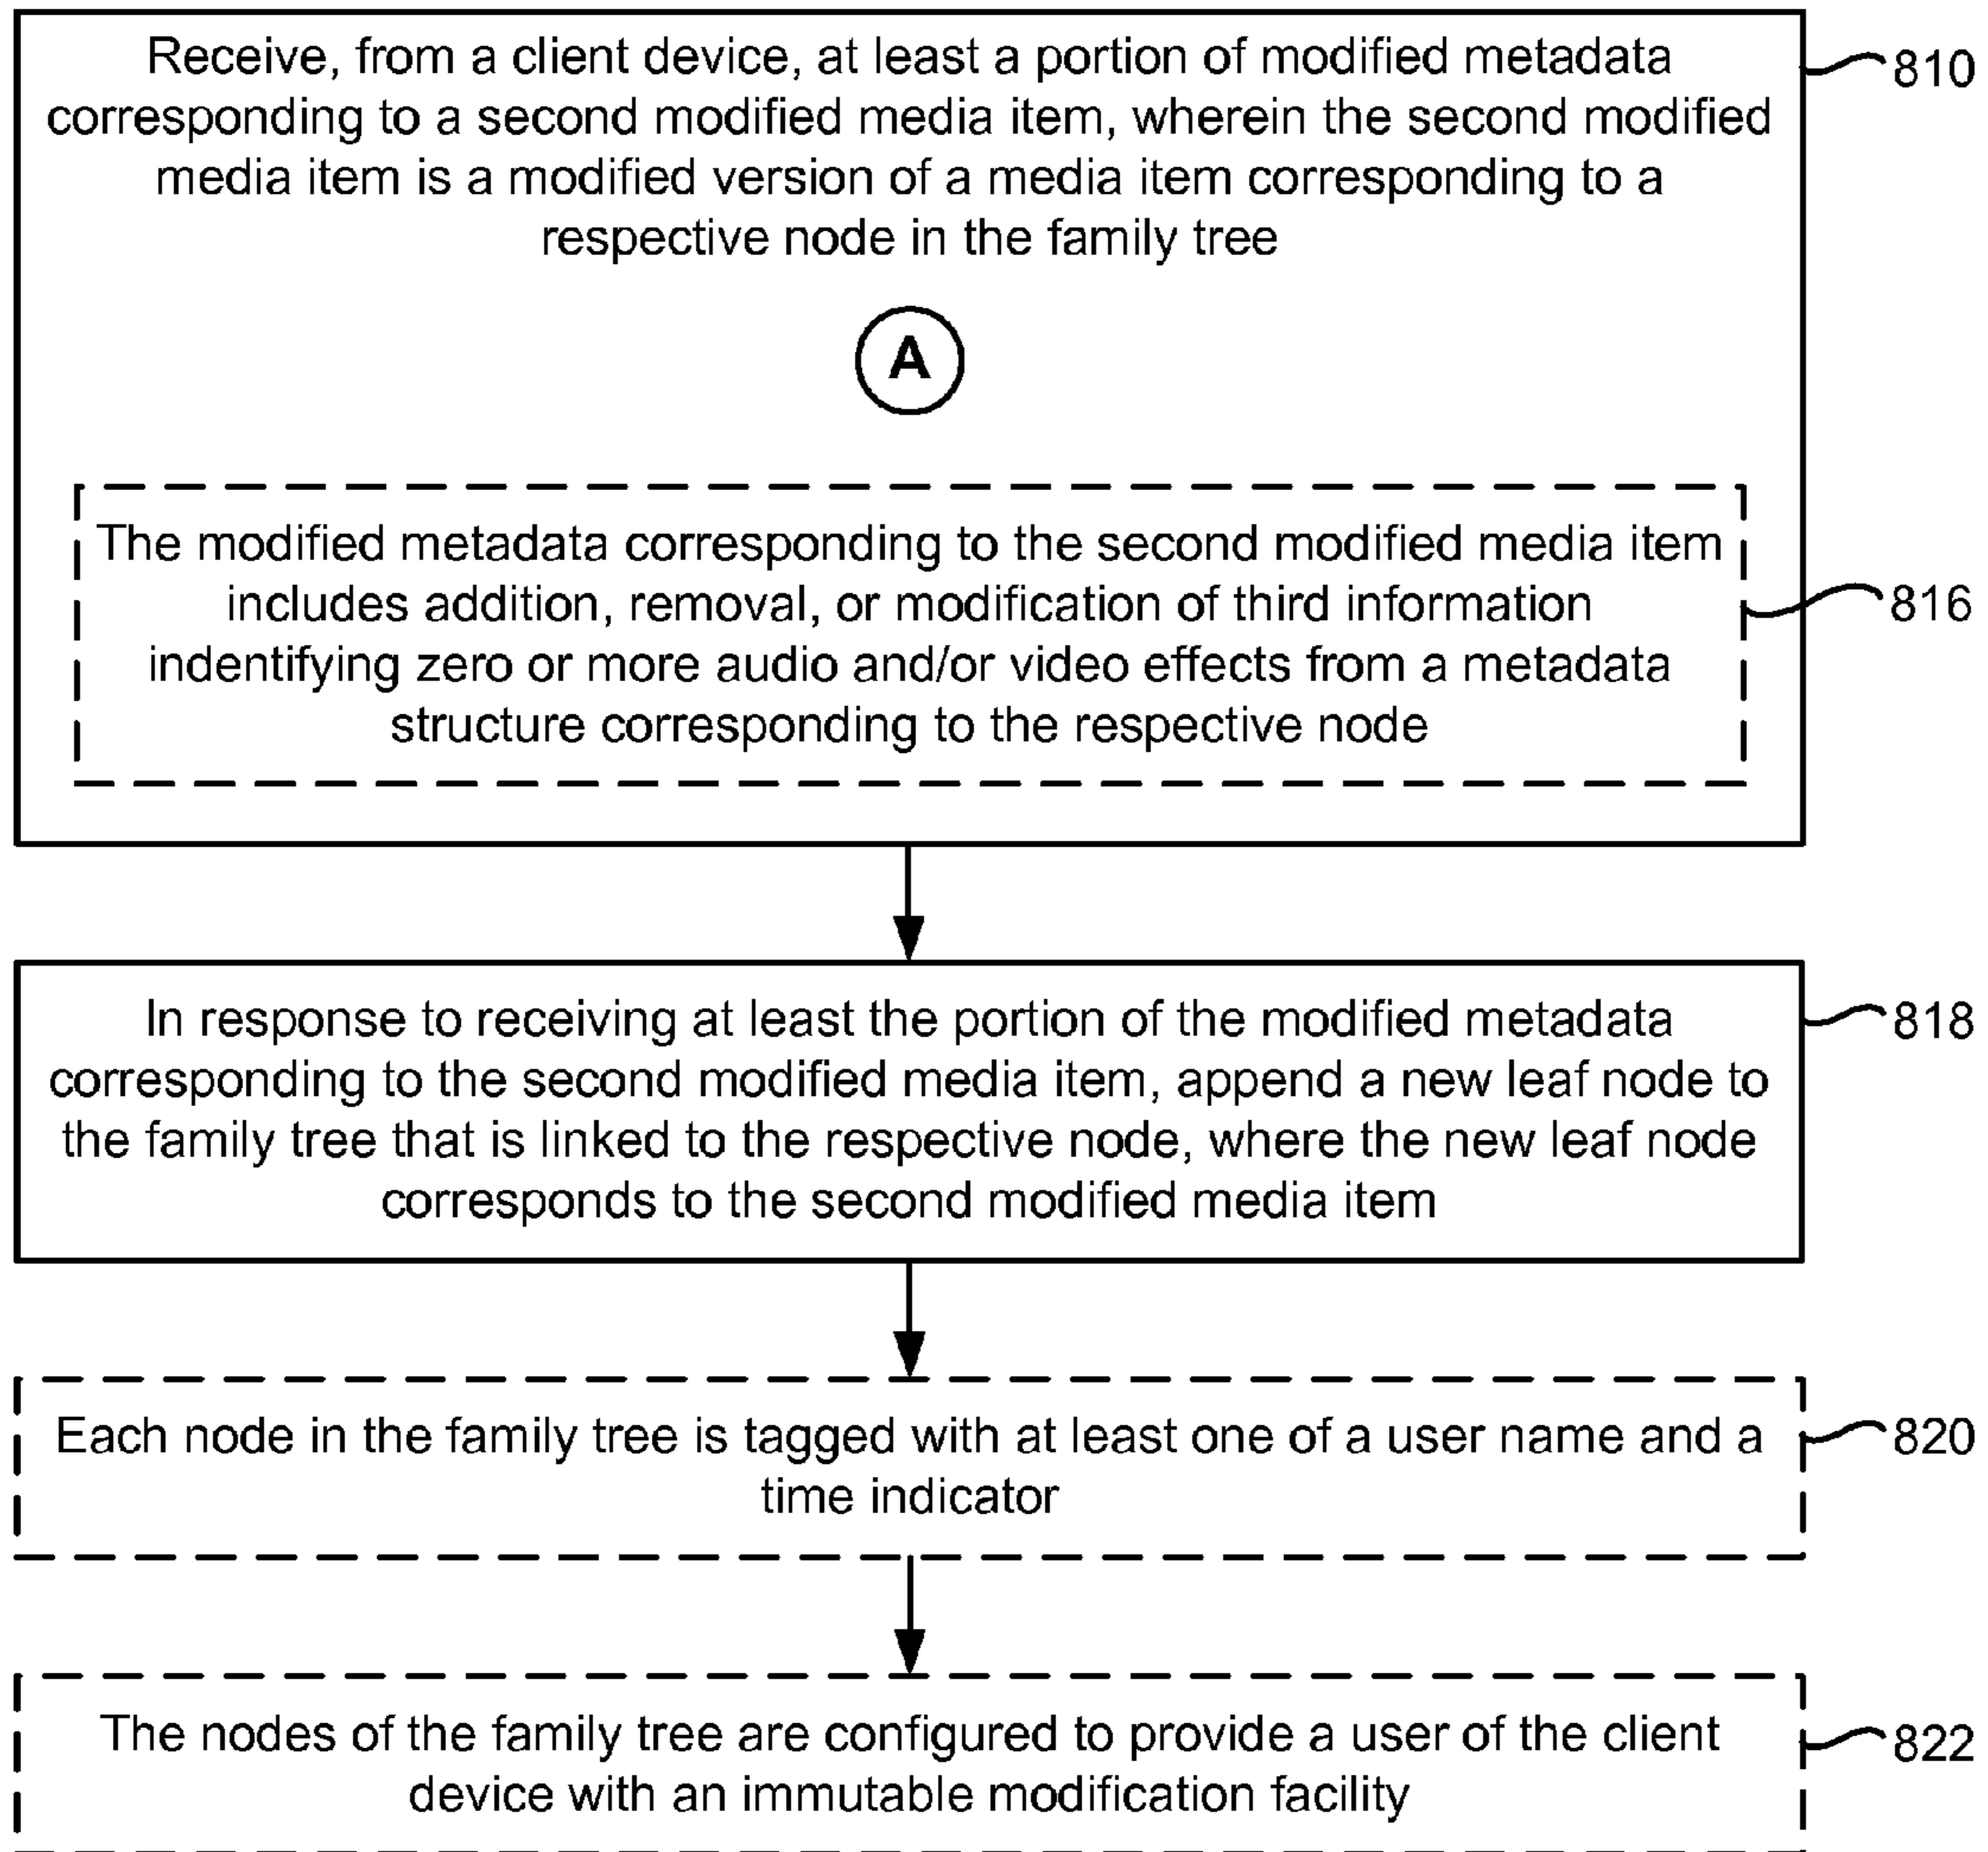 Receive, from a client device, at least a portion of modified metadata
corresponding to a second modified media item, wherein the second modified
media item is a modified version of a media item corresponding to a
respective node in the family tree
810
A
The modified metadata corresponding to the second modified media item
includes addition, removal, or modification of third information
indentifying zero or more audio and/or video effects from a metadata
structure corresponding to the respective node
816
In response to receiving at least the portion of the modified metadata
corresponding to the second modified media item, append a new leaf node to
the family tree that is linked to the respective node, where the new leaf node
corresponds to the second modified media item
818
Each node in the family tree is tagged with at least one of a user name and a
time indicator
820
The nodes of the family tree are configured to provide a user of the client
device with an immutable modification facility
822